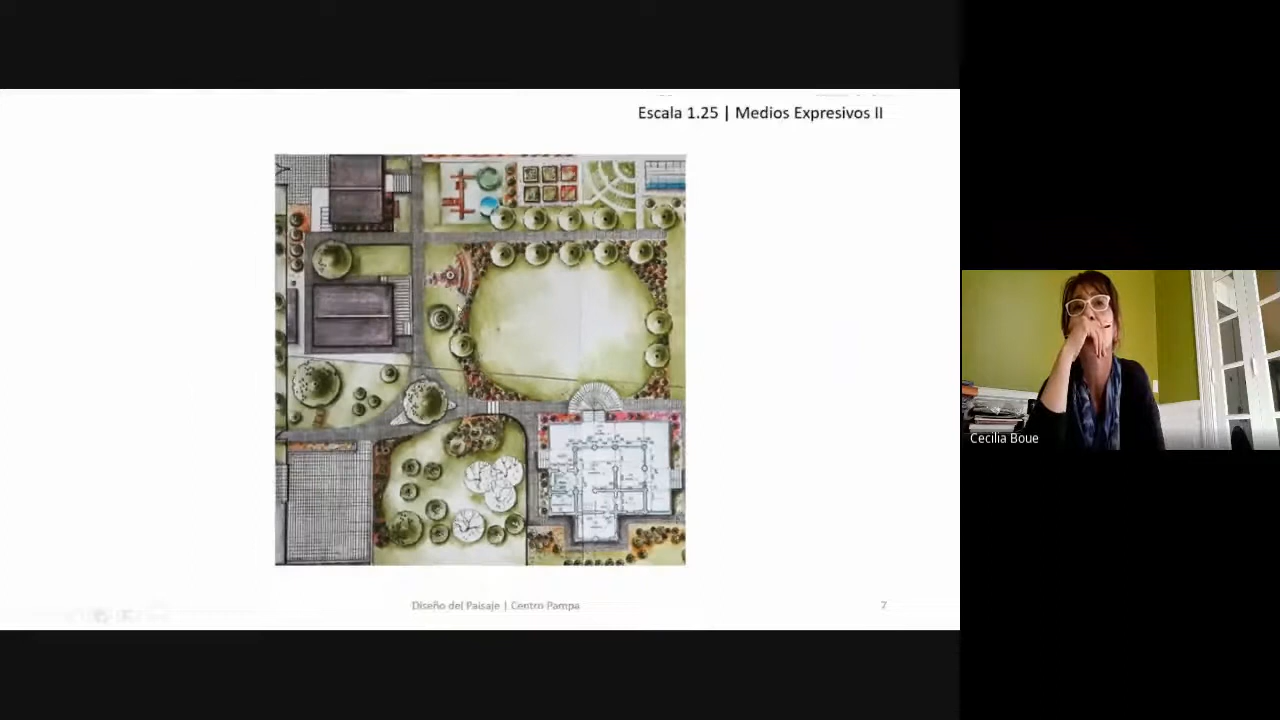 Escala 1.25 | Medios Expresivos II
Cecilia Boue
Diseño del Paisaje | Centro Pampa
7